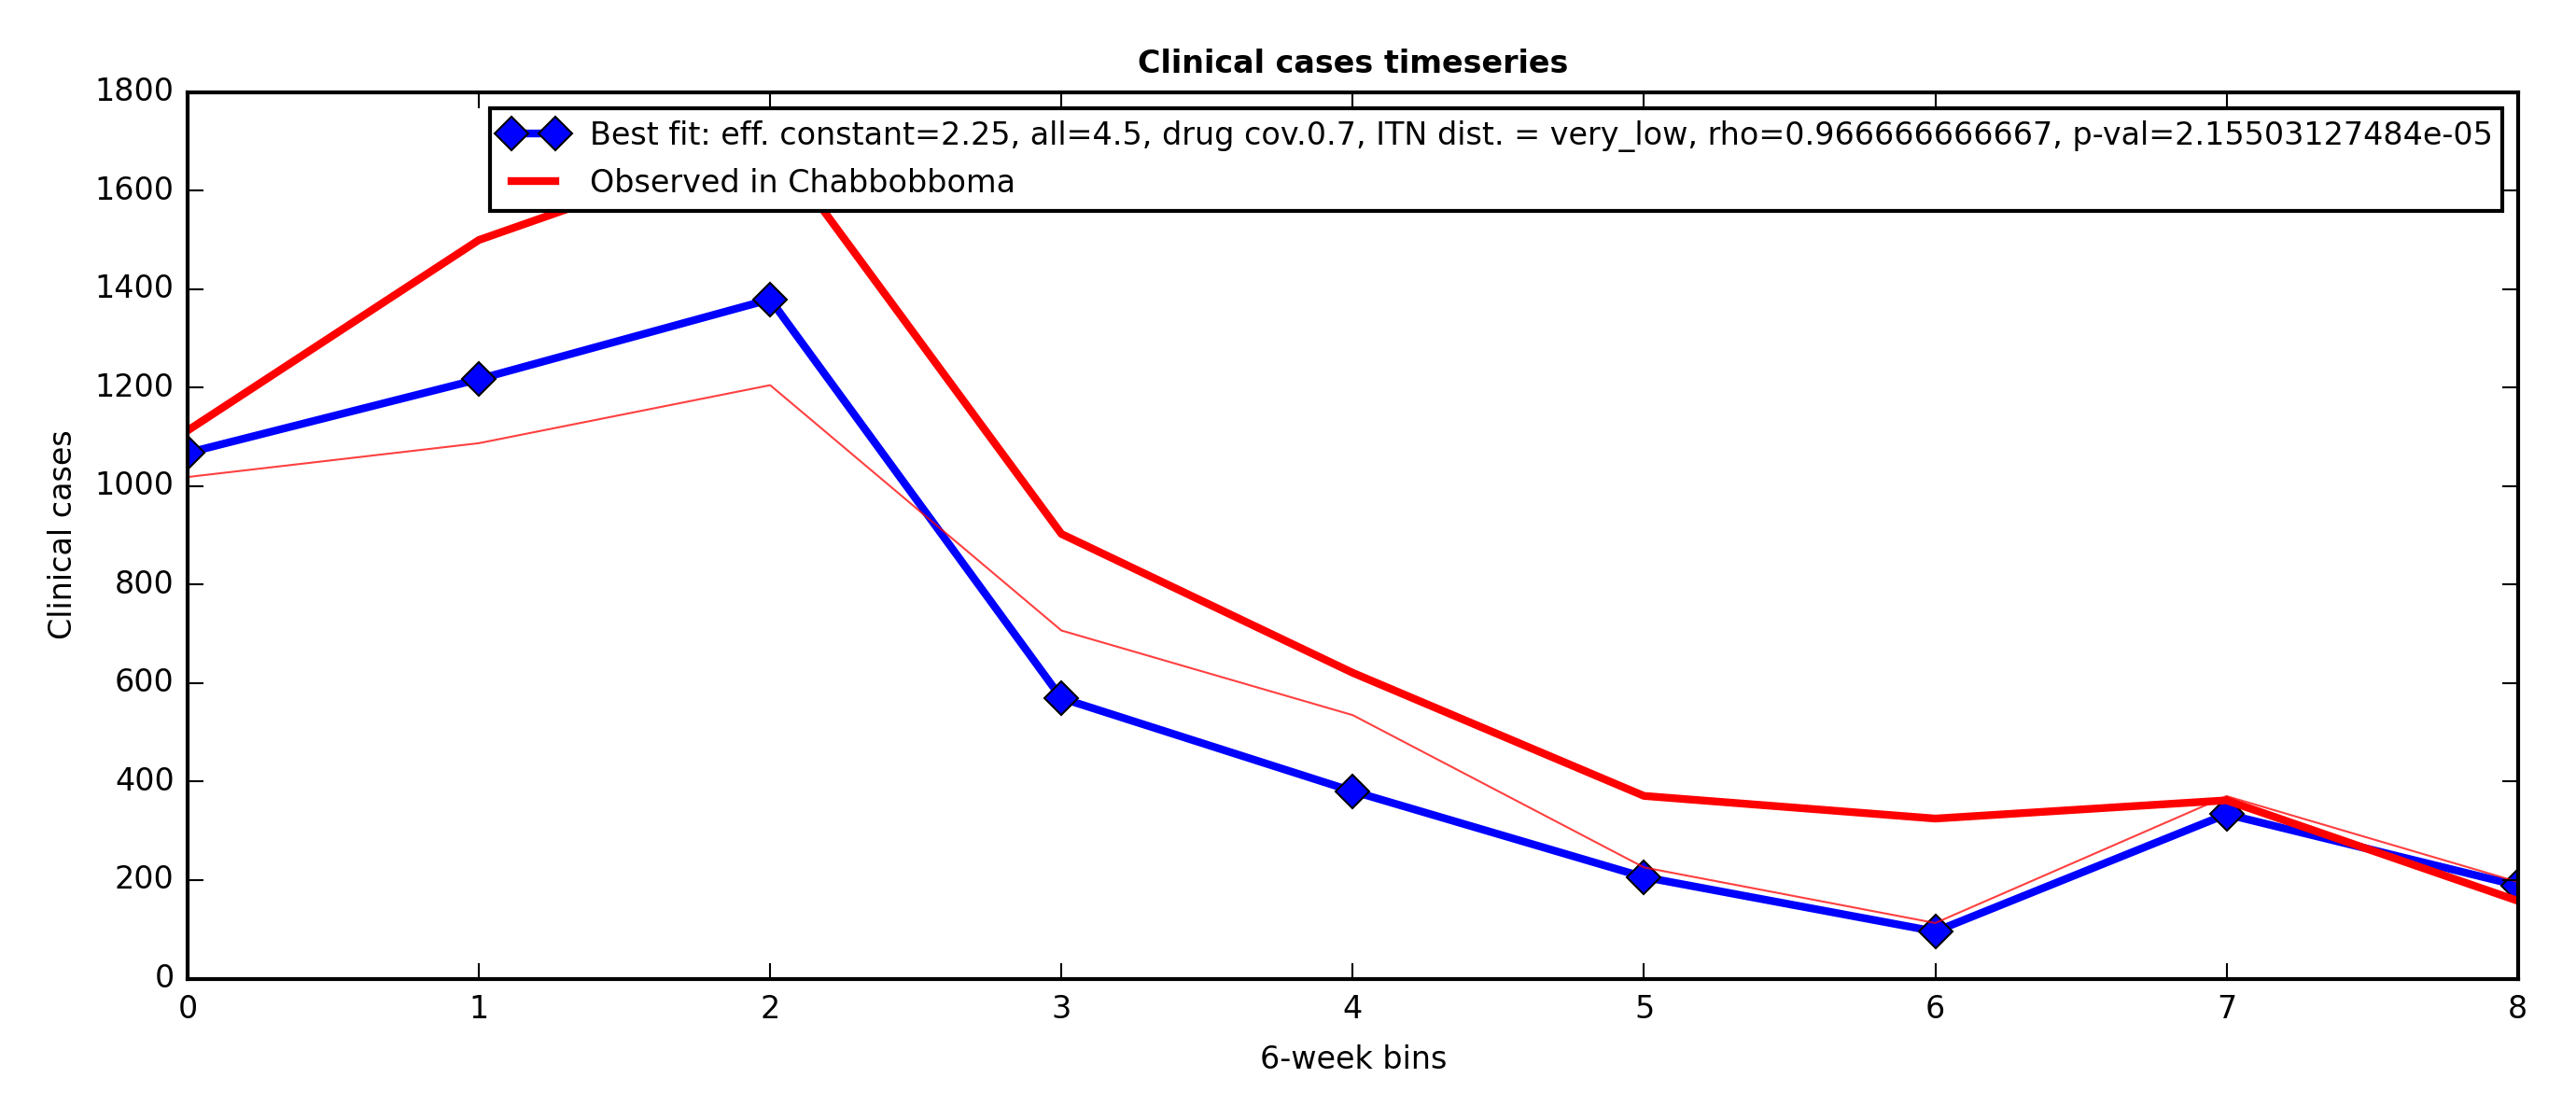 Clinical cases timeseries
Best fit: eff. constant=2.25, all=4.5, drug cov.0.7, ITN dist. = very_low, rho=0.966666666667, p-val=2.15503127484e-05
Observed in Chabbobboma
Clinical cases
1800
1600
1400
1200
1000
800
600
400
200
0
0 1 2 3 4 5 6 7 8
6-week bins